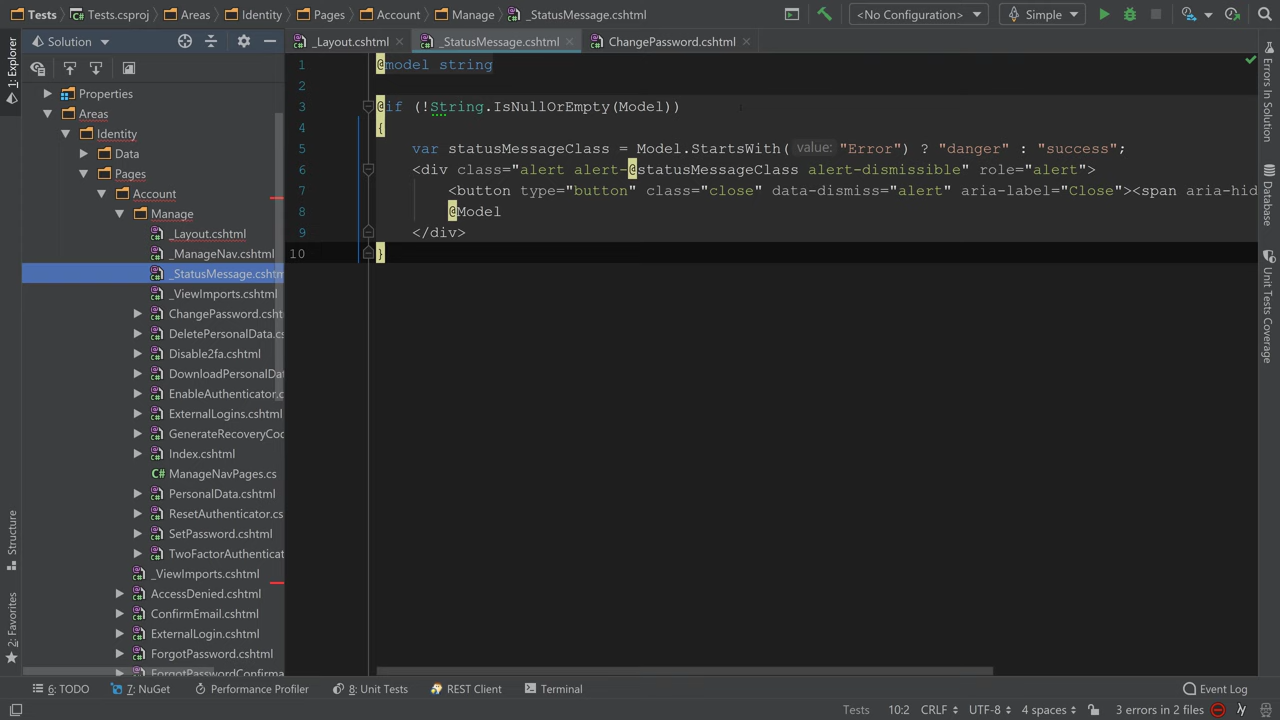 Tests Tests.csproj Areas Identity Pages Account Manage _StatusMessage.cshtml <No Configuration> Simple
Solution
_Layout.cshtml _StatusMessage.cshtml ChangePassword.cshtml
1: Explorer
Structure
2: Favorites
Properties
Areas
Identity
Data
Pages
Account
Manage
_Layout.cshtml
_ManageNav.cshtml
_StatusMessage.cshtm
_ViewImports.cshtml
ChangePassword.csht
DeletePersonalData.cs
Disable2fa.cshtml
DownloadPersonalData
EnableAuthenticator.c
ExternalLogins.cshtml
GenerateRecoveryCod
Index.cshtml
C# ManageNavPages.cs
PersonalData.cshtml
ResetAuthenticator.cs
SetPassword.cshtml
TwoFactorAuthenticat
_ViewImports.cshtml
AccessDenied.cshtml
ConfirmEmail.cshtml
ExternalLogin.cshtml
ForgotPassword.cshtml
ForgotPasswordConfirma
1 @model string
2
3 @if (!String.IsNullOrEmpty(Model))
4 {
5 var statusMessageClass = Model.StartsWith( value: "Error") ? "danger" : "success";
6 <div class="alert alert-@statusMessageClass alert-dismissible" role="alert">
7 <button type="button" class="close" data-dismiss="alert" aria-label="Close"><span aria-hid
8 @Model
9 </div>
10 }
Errors In Solution
Database
Unit Tests Coverage
6: TODO 7: NuGet Performance Profiler 8: Unit Tests REST Client Terminal Event Log
Tests 10:2 CRLF UTF-8 4 spaces 3 errors in 2 files